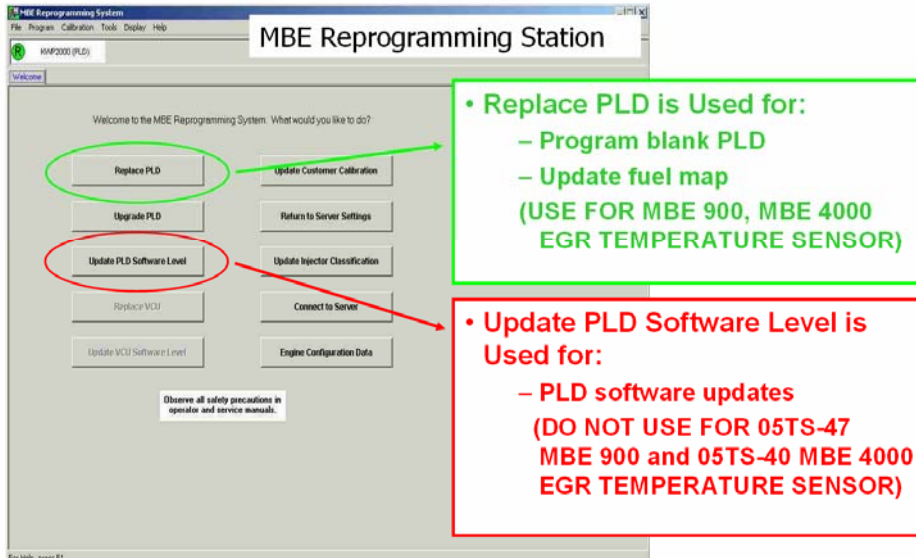 MBE Reprogramming System
File Program Calibration Tools Display Help
MBE Reprogramming Station
R
MAP2000 (PLD)
Welcome
Welcome to the MBE Reprogramming System. What would you like to do?
Replace PLD
Update Customer Calibration
Upgrade PLD
Return to Server Settings
Update PLD Software Level
Update Injector Classification
Replace VCU
Connect to Server
Update VCU Software Level
Engine Configuration Data
Observe all safety precautions in
operator and service manuals.
For Help, press F1
• Replace PLD is Used for:
– Program blank PLD
– Update fuel map
(USE FOR MBE 900, MBE 4000
EGR TEMPERATURE SENSOR)
• Update PLD Software Level is
Used for:
– PLD software updates
(DO NOT USE FOR 05TS-47
MBE 900 and 05TS-40 MBE 4000
EGR TEMPERATURE SENSOR)